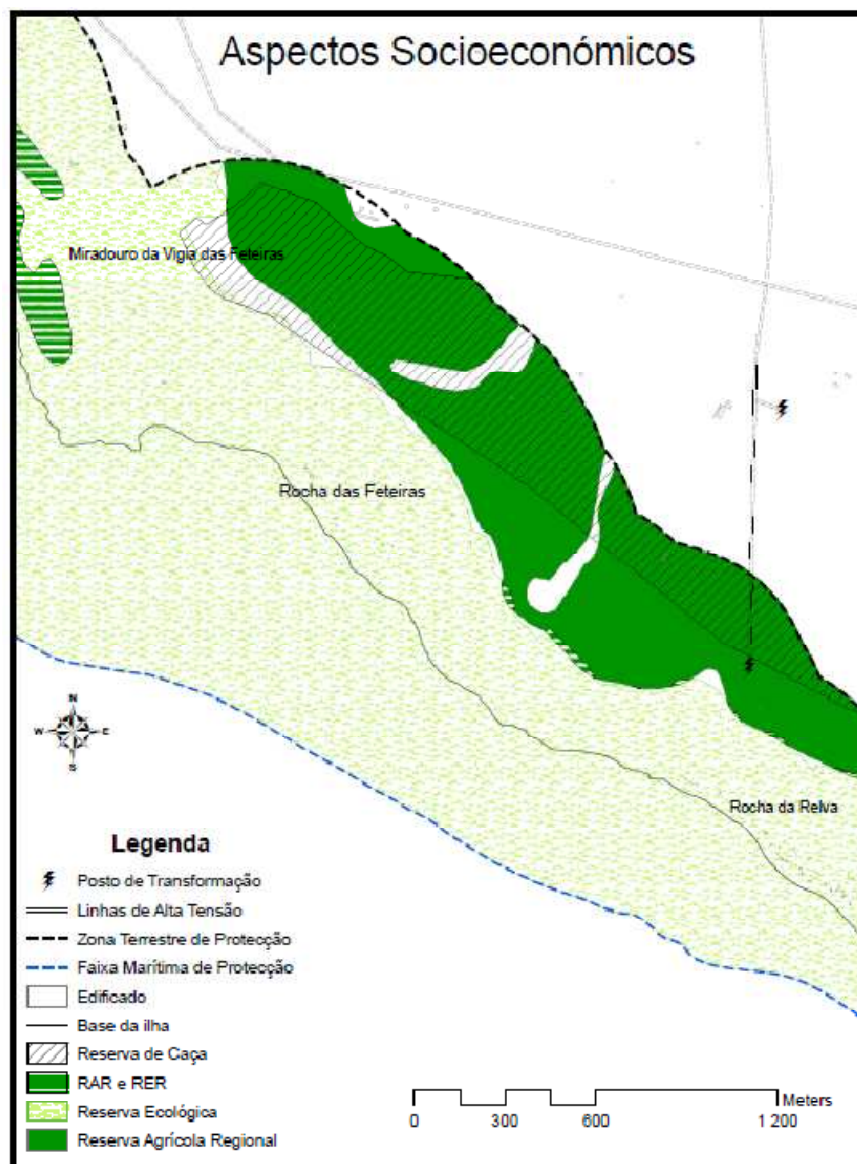 Aspectos Socioeconómicos
Miradouro da Vigia das Feteiras
Rocha das Feteiras
N
W E
S
Rocha da Relva
Legenda
Posto de Transformação
Linhas de Alta Tensão
Zona Terrestre de Protecção
Faixa Marítima de Protecção
Edificado
Base da ilha
Reserva de Caça
RAR e RER
Reserva Ecológica
Reserva Agrícola Regional
Meters
0 300 600 1 200